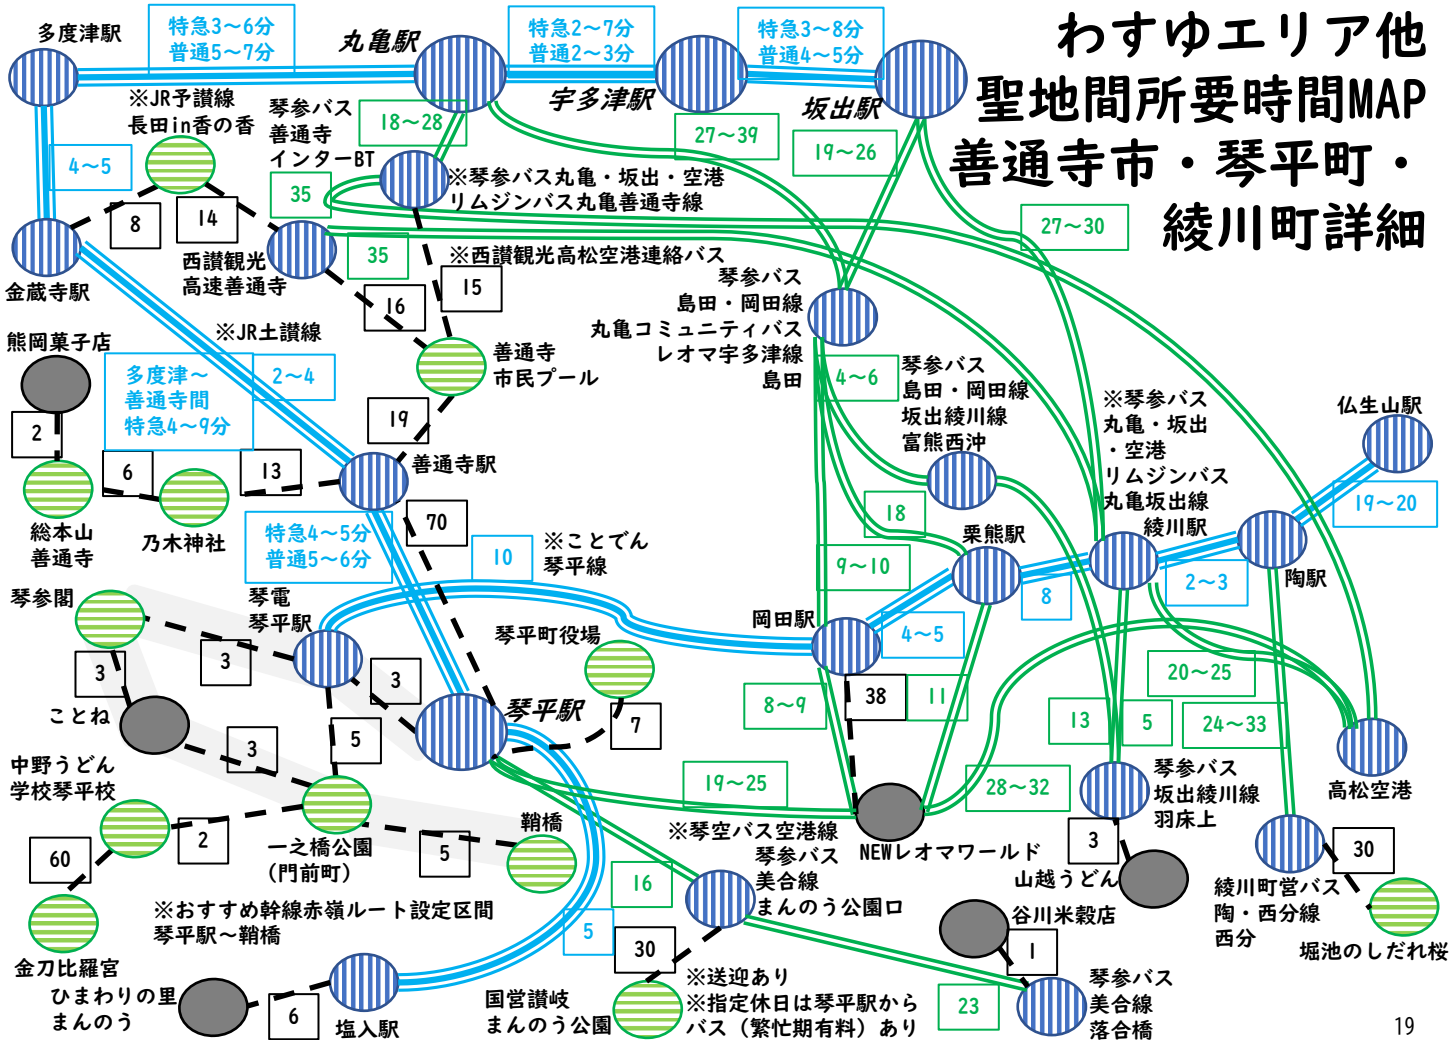 わすゆエリア他
聖地間所要時間MAP
善通寺市・琴平町・
綾川町詳細
多度津駅
特急3～6分
普通5～7分
丸亀駅
特急2～7分
普通2～3分
宇多津駅
特急3～8分
普通4～5分
坂出駅
※JR予讃線
長田in香の香
琴参バス
善通寺
インターBT
18～28
27～39
19～26
4～5
35
※琴参バス丸亀・坂出・空港
リムジンバス丸亀善通寺線
27～30
8
14
西讃観光
高速善通寺
35
※西讃観光高松空港連絡バス
金蔵寺駅
16
15
琴参バス
島田・岡田線
丸亀コミュニティバス
レオマ宇多津線
島田
※JR土讃線
熊岡菓子店
多度津～
善通寺間
特急4～9分
2～4
善通寺
市民プール
4～6
琴参バス
島田・岡田線
坂出綾川線
富熊西沖
※琴参バス
丸亀・坂出
・空港
リムジンバス
丸亀坂出線
綾川駅
仏生山駅
2
19
6
13
善通寺駅
19～20
総本山
善通寺
乃木神社
特急4～5分
普通5～6分
70
10
※ことでん
琴平線
18
栗熊駅
9～10
8
2～3
陶駅
琴参閣
琴電
琴平駅
琴平町役場
岡田駅
4～5
3
3
3
琴平駅
7
8～9
38
11
20～25
ことね
3
5
13
5
24～33
中野うどん
学校琴平校
19～25
28～32
琴参バス
坂出綾川線
羽床上
高松空港
60
2
一之橋公園
(門前町)
5
鞘橋
※琴空バス空港線
琴参バス
美合線
まんのう公園口
NEWレオマワールド
3
山越うどん
30
綾川町営バス
陶・西分線
西分
16
※おすすめ幹線赤嶺ルート設定区間
琴平駅～鞘橋
5
30
谷川米穀店
1
堀池のしだれ桜
金刀比羅宮
ひまわりの里
まんのう
6
塩入駅
国営讃岐
まんのう公園
※送迎あり
※指定休日は琴平駅から
バス（繁忙期有料）あり
23
琴参バス
美合線
落合橋
19